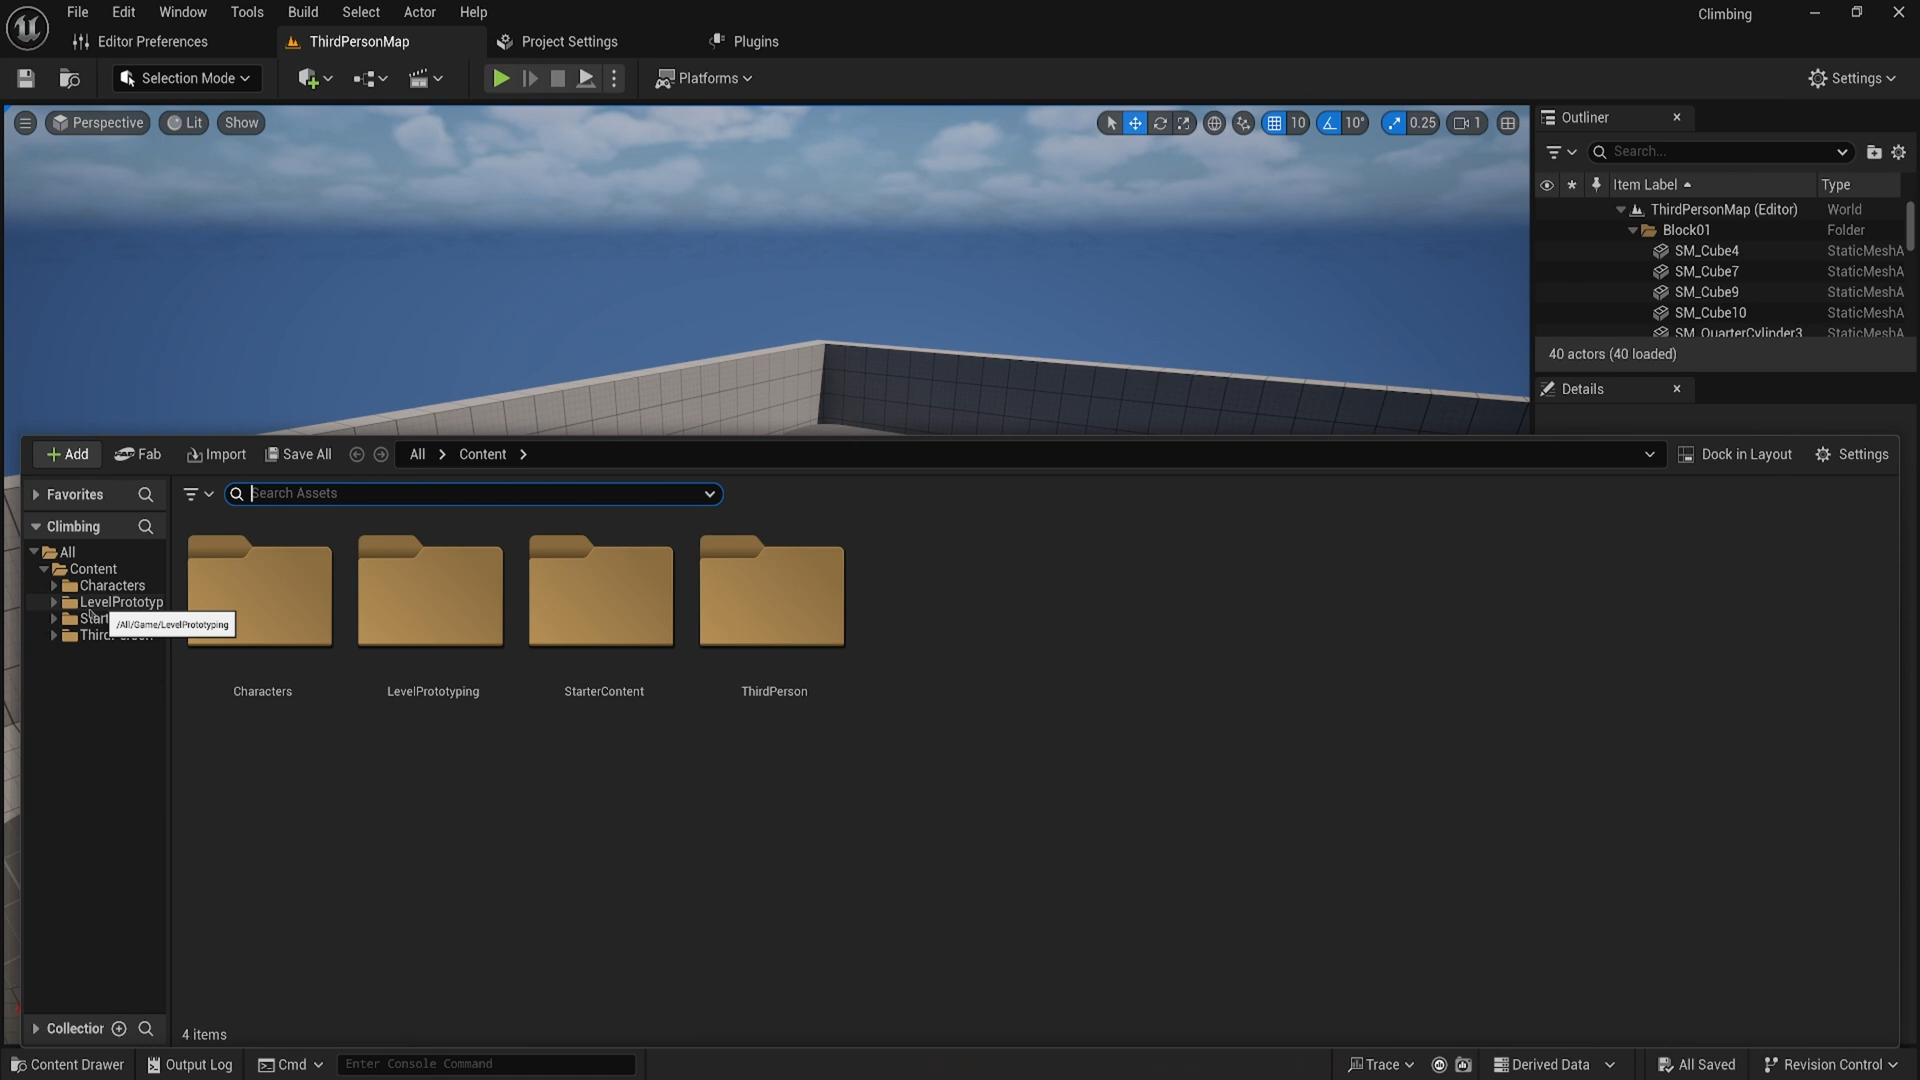 File Edit Window Tools Build Select Actor Help
Climbing
Editor Preferences
ThirdPersonMap
Project Settings
Plugins
Selection Mode
Platforms
Settings
Perspective
Lit
Show
10
10°
0.25
1
Outliner
Search...
Item Label
Type
ThirdPersonMap (Editor) World
Block01 Folder
SM_Cube4 StaticMeshA
SM_Cube7 StaticMeshA
SM_Cube9 StaticMeshA
SM_Cube10 StaticMeshA
SM_QuarterCylinder3 StaticMeshA
40 actors (40 loaded)
Details
Add
Fab
Import
Save All
All > Content >
Dock in Layout
Settings
Favorites
Search Assets
Climbing
All
Content
Characters
LevelPrototyp
/All/Game/LevelPrototyping
Characters
LevelPrototyping
StarterContent
ThirdPerson
Collection
4 items
Content Drawer
Output Log
Cmd
Enter Console Command
Trace
Derived Data
All Saved
Revision Control